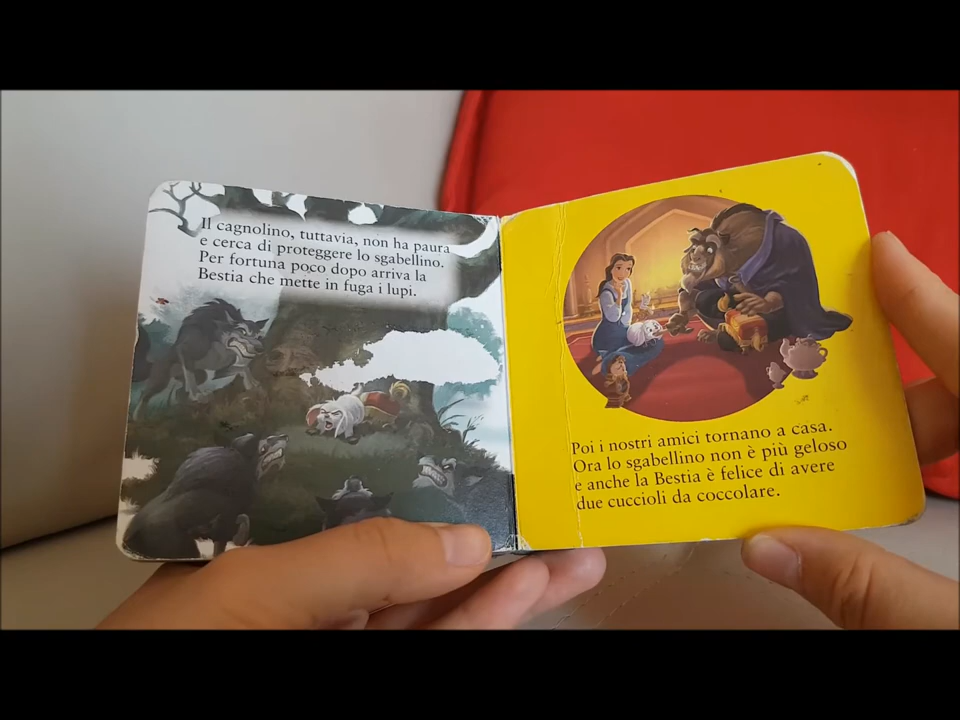 Il cagnolino, tuttavia, non ha paura
e cerca di proteggere lo sgabellino.
Per fortuna poco dopo arriva la
Bestia che mette in fuga i lupi.
Poi i nostri amici tornano a casa.
Ora lo sgabellino non è più geloso
e anche la Bestia è felice di avere
due cuccioli da coccolare.